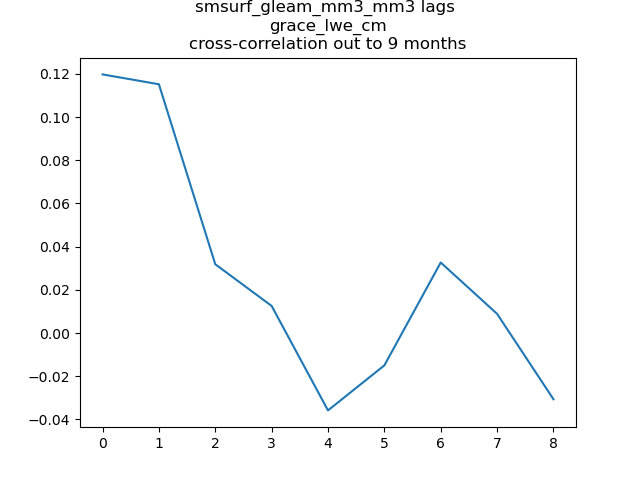 smsurf_gleam_mm3_mm3 lags
grace_lwe_cm
cross-correlation out to 9 months
0.12
0.10
0.08
0.06
0.04
0.02
0.00
−0.02
−0.04
0 1 2 3 4 5 6 7 8